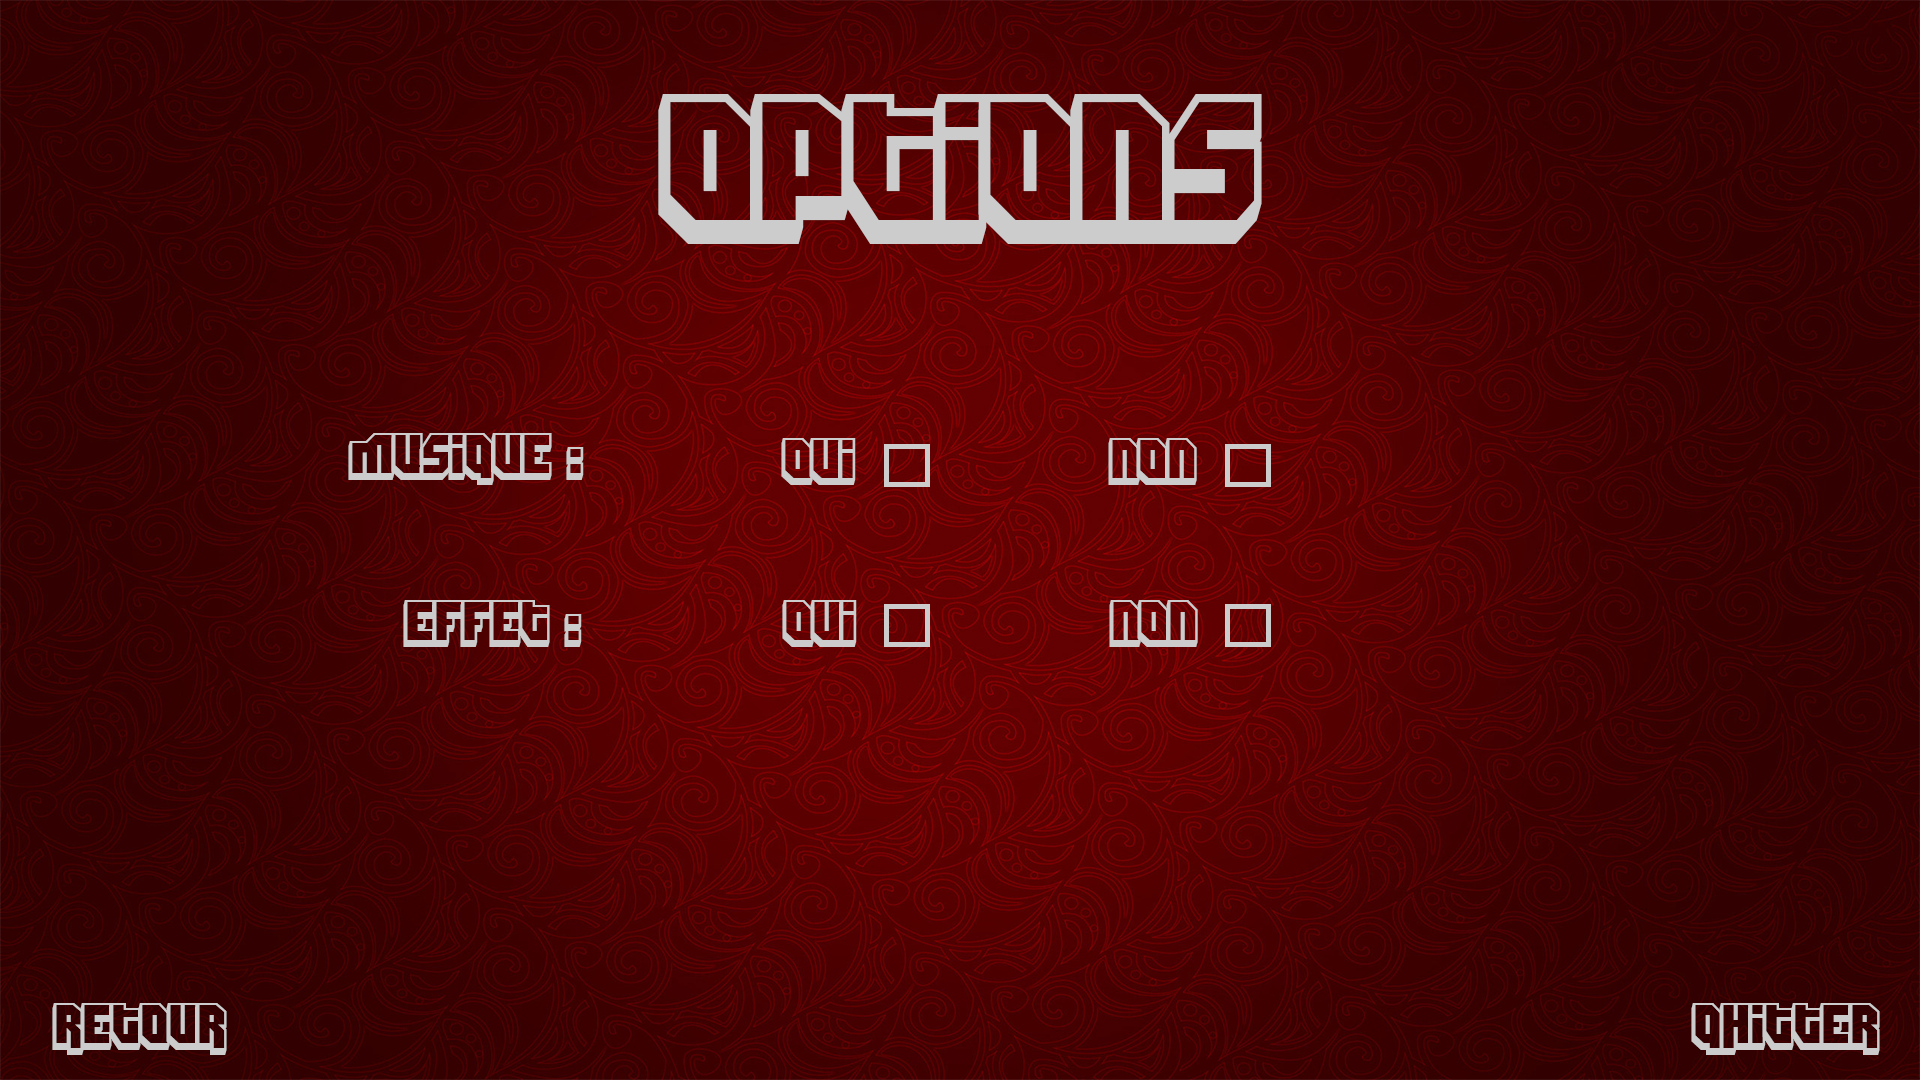 OPtiONS
MUSiQUE : OUi NON
EFFEt : OUi NON
REtOUR QHittER